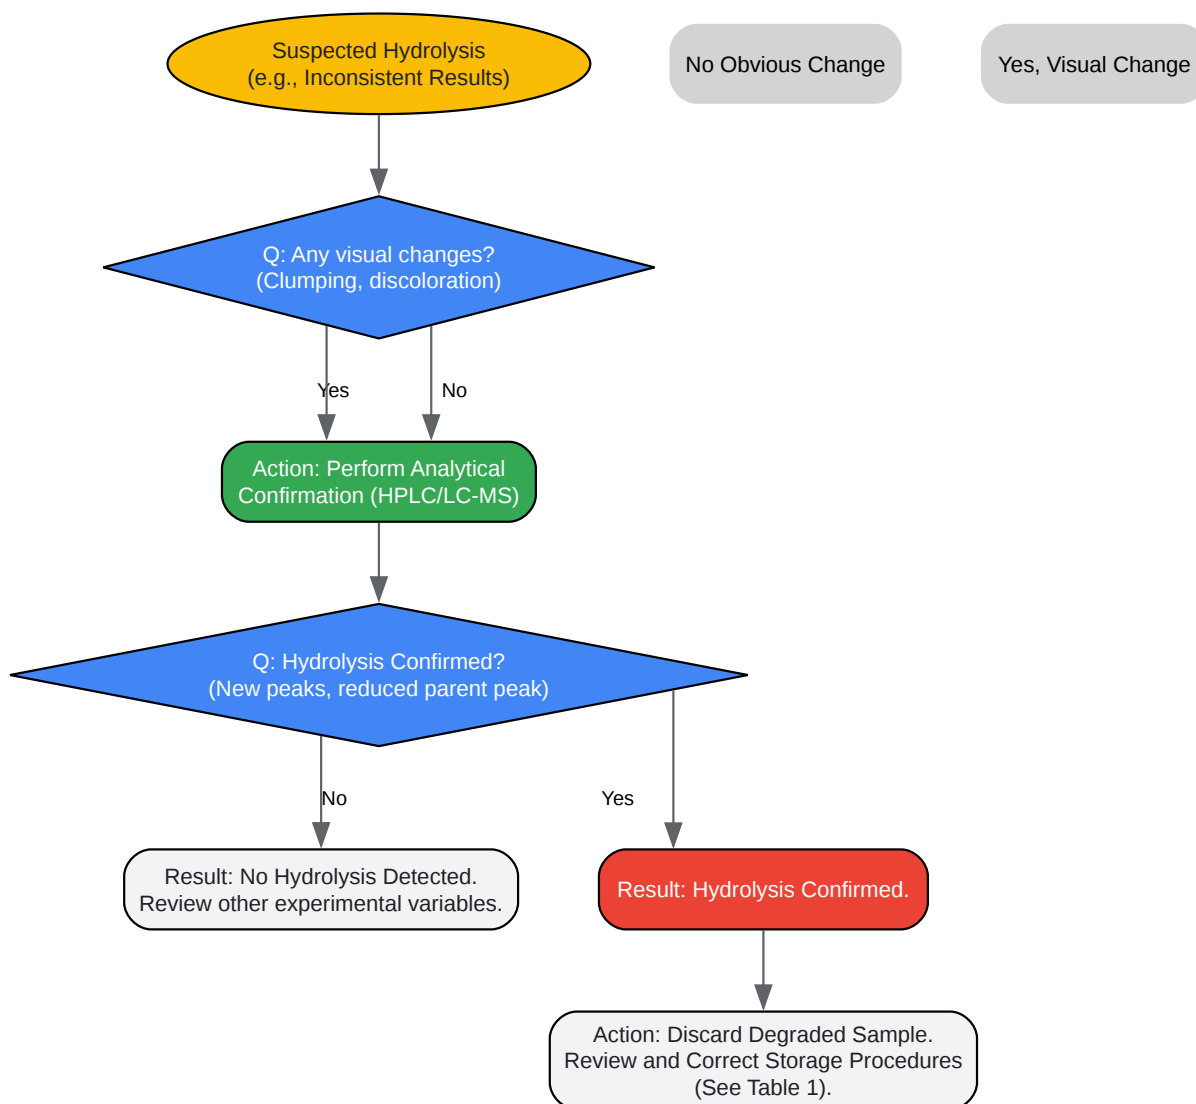 Suspected Hydrolysis
(e.g., Inconsistent Results)
No Obvious Change
Yes, Visual Change
Q: Any visual changes?
(Clumping, discoloration)
Yes
No
Action: Perform Analytical
Confirmation (HPLC/LC-MS)
Q: Hydrolysis Confirmed?
(New peaks, reduced parent peak)
No
Yes
Result: No Hydrolysis Detected.
Review other experimental variables.
Result: Hydrolysis Confirmed.
Action: Discard Degraded Sample.
Review and Correct Storage Procedures
(See Table 1).